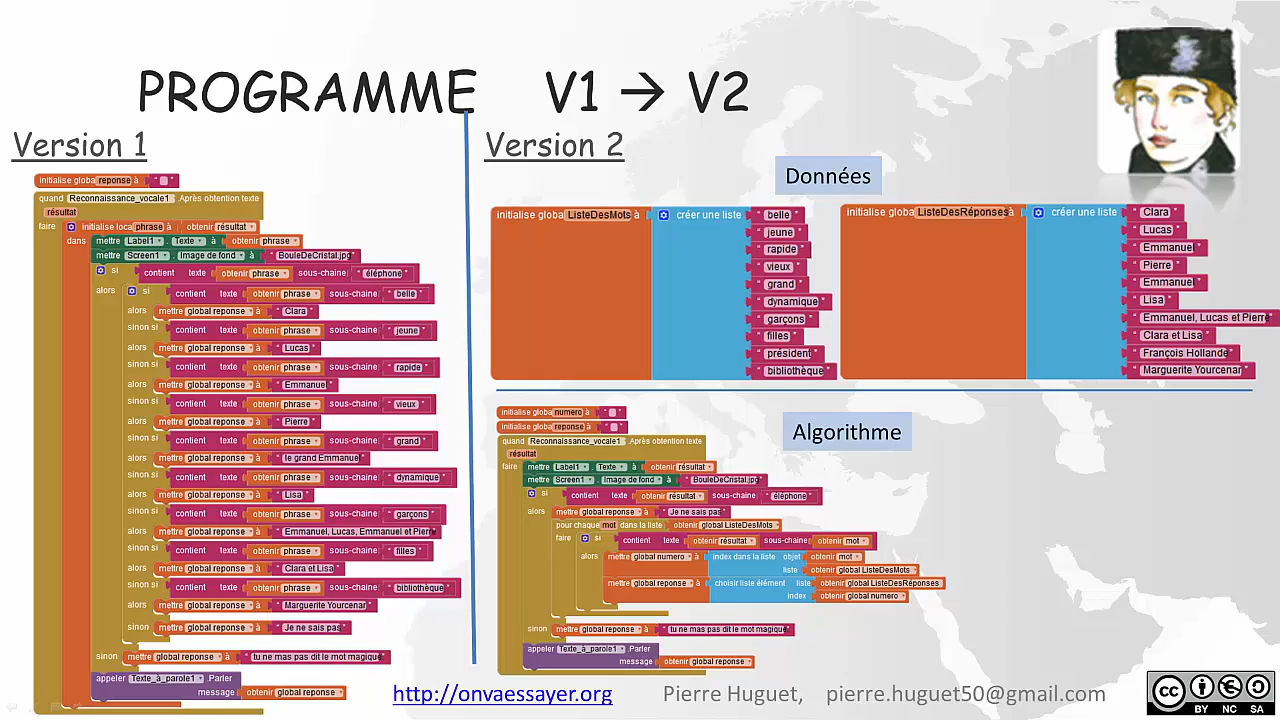 PROGRAMME V1 → V2
Version 1
initialise globa reponse à " "
quand Reconnaissance_vocale1 .Après obtention texte
résultat
faire initialise loca phrase à obtenir résultat
dans mettre Label1 . Texte à obtenir phrase
mettre Screen1 . Image de fond à " BouleDeCristal.jpg
si contient texte obtenir phrase sous-chaine " éléphone "
alors si contient texte obtenir phrase sous-chaine " belle "
alors mettre global reponse à " Clara "
sinon si contient texte obtenir phrase sous-chaine " jeune "
alors mettre global reponse à " Lucas "
sinon si contient texte obtenir phrase sous-chaine " rapide "
alors mettre global reponse à " Emmanuel "
sinon si contient texte obtenir phrase sous-chaine " vieux "
alors mettre global reponse à " Pierre "
sinon si contient texte obtenir phrase sous-chaine " grand "
alors mettre global reponse à " le grand Emmanuel "
sinon si contient texte obtenir phrase sous-chaine " dynamique "
alors mettre global reponse à " Lisa "
sinon si contient texte obtenir phrase sous-chaine " garçons "
alors mettre global reponse à " Emmanuel, Lucas, Emmanuel et Pierr
sinon si contient texte obtenir phrase sous-chaine " filles "
alors mettre global reponse à " Clara et Lisa "
sinon si contient texte obtenir phrase sous-chaine " bibliothèque "
alors mettre global reponse à " Marguerite Yourcenar "
sinon mettre global reponse à " Je ne sais pas "
sinon mettre global reponse à " tu ne mas pas dit le mot magique "
appeler Texte_à_parole1 .Parler
message obtenir global reponse
Version 2
Données
initialise globa ListeDesMots à créer une liste " belle "
" jeune "
" rapide "
" vieux "
" grand "
" dynamique "
" garçons "
" filles "
" président "
" bibliothèque "
initialise globa ListeDesRéponses à créer une liste " Clara "
" Lucas "
" Emmanuel "
" Pierre "
" Emmanuel "
" Lisa "
" Emmanuel, Lucas et Pierre "
" Clara et Lisa "
" François Hollande "
" Marguerite Yourcenar "
Algorithme
initialise globa numero à " "
initialise globa reponse à " "
quand Reconnaissance_vocale1 .Après obtention texte
résultat
faire mettre Label1 . Texte à obtenir résultat
mettre Screen1 . Image de fond à " BouleDeCristal.jpg
si contient texte obtenir résultat sous-chaine " éléphone "
alors mettre global reponse à " Je ne sais pas "
pour chaque mot dans la liste obtenir global ListeDesMots
faire si contient texte obtenir résultat sous-chaine obtenir mot
alors mettre global numero à index dans la liste objet obtenir mot
liste obtenir global ListeDesMots
mettre global reponse à choisir liste élément liste obtenir global ListeDesRéponses
index obtenir global numero
sinon mettre global reponse à " tu ne mas pas dit le mot magique "
appeler Texte_à_parole1 .Parler
message obtenir global reponse
http://onvaessayer.org Pierre Huguet, pierre.huguet50@gmail.com
cc BY NC SA